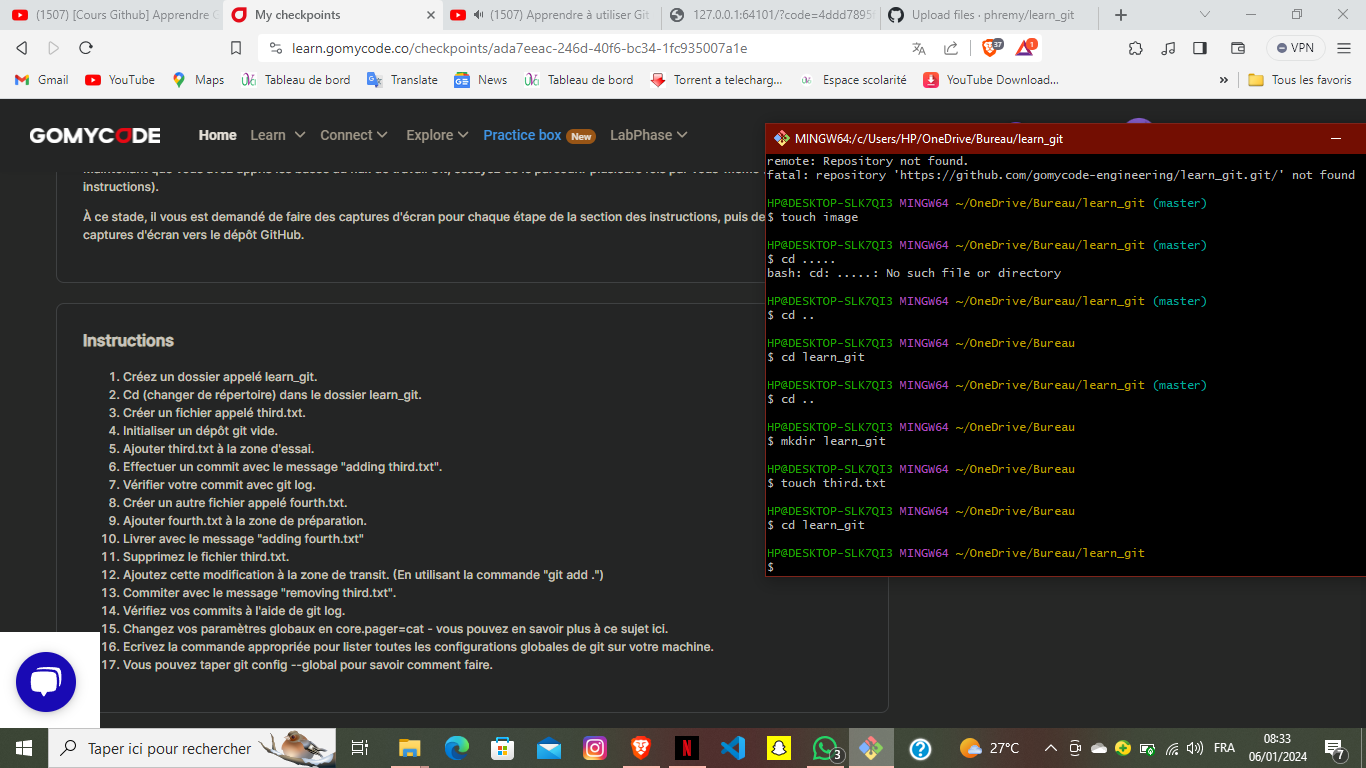 (1507) [Cours Github] Apprendre G
My checkpoints
(1507) Apprendre à utiliser Git
127.0.0.1:64101/?code=4ddd7895
Upload files · phremy/learn_git
learn.gomycode.co/checkpoints/ada7eeac-246d-40f6-bc34-1fc935007a1e
37
1
VPN
Gmail
YouTube
Maps
Tableau de bord
Translate
News
Tableau de bord
Torrent a telecharg...
Espace scolarité
YouTube Download...
»
Tous les favoris
GOMYCODE
Home
Learn
Connect
Explore
Practice box New
LabPhase
instructions).
À ce stade, il vous est demandé de faire des captures d'écran pour chaque étape de la section des instructions, puis de
captures d'écran vers le dépôt GitHub.
Instructions
1. Créez un dossier appelé learn_git.
2. Cd (changer de répertoire) dans le dossier learn_git.
3. Créer un fichier appelé third.txt.
4. Initialiser un dépôt git vide.
5. Ajouter third.txt à la zone d'essai.
6. Effectuer un commit avec le message "adding third.txt".
7. Vérifier votre commit avec git log.
8. Créer un autre fichier appelé fourth.txt.
9. Ajouter fourth.txt à la zone de préparation.
10. Livrer avec le message "adding fourth.txt"
11. Supprimez le fichier third.txt.
12. Ajoutez cette modification à la zone de transit. (En utilisant la commande "git add .")
13. Commiter avec le message "removing third.txt".
14. Vérifiez vos commits à l'aide de git log.
15. Changez vos paramètres globaux en core.pager=cat - vous pouvez en savoir plus à ce sujet ici.
16. Ecrivez la commande appropriée pour lister toutes les configurations globales de git sur votre machine.
17. Vous pouvez taper git config --global pour savoir comment faire.
MINGW64:/c/Users/HP/OneDrive/Bureau/learn_git
remote: Repository not found.
fatal: repository 'https://github.com/gomycode-engineering/learn_git.git/' not found
HP@DESKTOP-SLK7QI3 MINGW64 ~/OneDrive/Bureau/learn_git (master)
$ touch image
HP@DESKTOP-SLK7QI3 MINGW64 ~/OneDrive/Bureau/learn_git (master)
$ cd .....
bash: cd: .....: No such file or directory
HP@DESKTOP-SLK7QI3 MINGW64 ~/OneDrive/Bureau/learn_git (master)
$ cd ..
HP@DESKTOP-SLK7QI3 MINGW64 ~/OneDrive/Bureau
$ cd learn_git
HP@DESKTOP-SLK7QI3 MINGW64 ~/OneDrive/Bureau/learn_git (master)
$ cd ..
HP@DESKTOP-SLK7QI3 MINGW64 ~/OneDrive/Bureau
$ mkdir learn_git
HP@DESKTOP-SLK7QI3 MINGW64 ~/OneDrive/Bureau
$ touch third.txt
HP@DESKTOP-SLK7QI3 MINGW64 ~/OneDrive/Bureau
$ cd learn_git
HP@DESKTOP-SLK7QI3 MINGW64 ~/OneDrive/Bureau/learn_git
$
Taper ici pour rechercher
N
3
27°C
FRA
08:33
06/01/2024
7